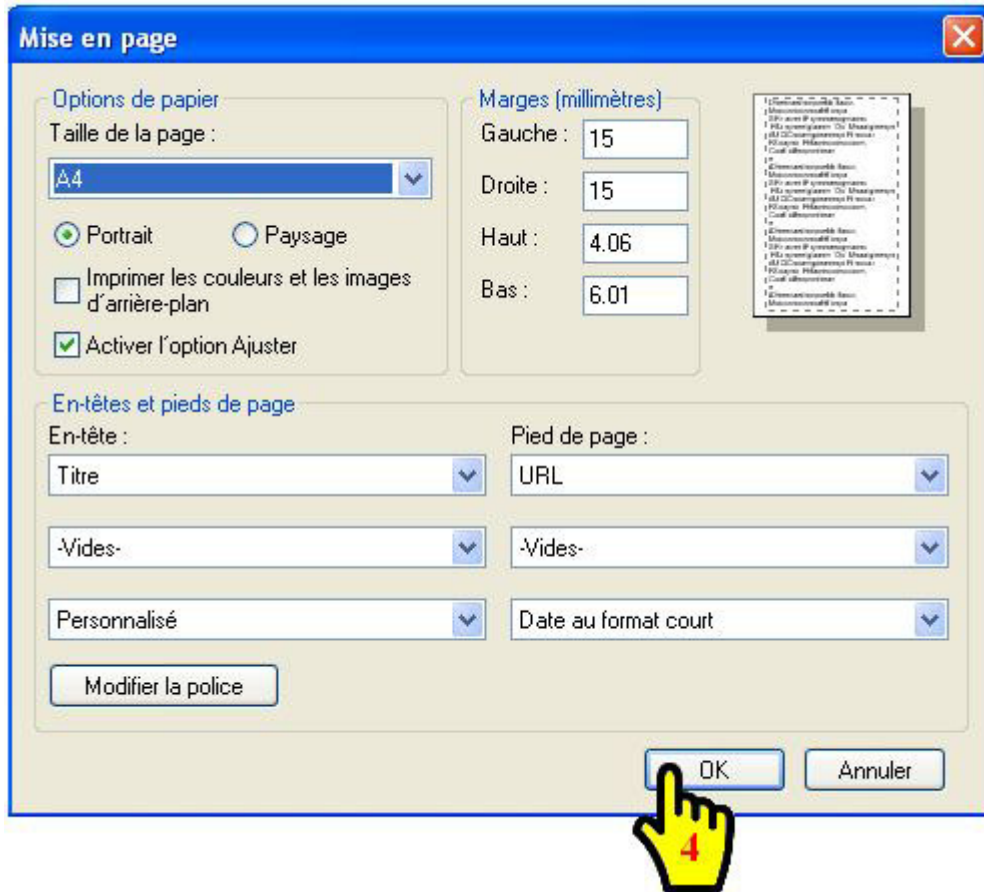 Mise en page
Options de papier
Taille de la page :
A4
Portrait
Paysage
Imprimer les couleurs et les images
d'arrière-plan
Activer l'option Ajuster
Marges (millimètres)
Gauche : 15
Droite : 15
Haut : 4.06
Bas : 6.01
En-têtes et pieds de page
En-tête :
Titre
-Vides-
Personnalisé
Pied de page :
URL
-Vides-
Date au format court
Modifier la police
OK
Annuler
4